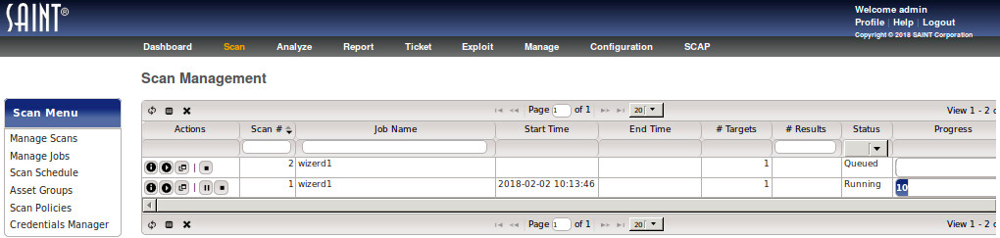 SAINT®
Welcome admin
Profile | Help | Logout
Copyright © 2018 SAINT Corporation
Dashboard Scan Analyze Report Ticket Exploit Manage Configuration SCAP
Scan Management
Scan Menu
Manage Scans
Manage Jobs
Scan Schedule
Asset Groups
Scan Policies
Credentials Manager
Page 1 of 1 20 View 1 - 2 o
Actions Scan # Job Name Start Time End Time # Targets # Results Status Progress
2 wizerd1 1 Queued
1 wizerd1 2018-02-02 10:13:46 1 Running 10
Page 1 of 1 20 View 1 - 2 o